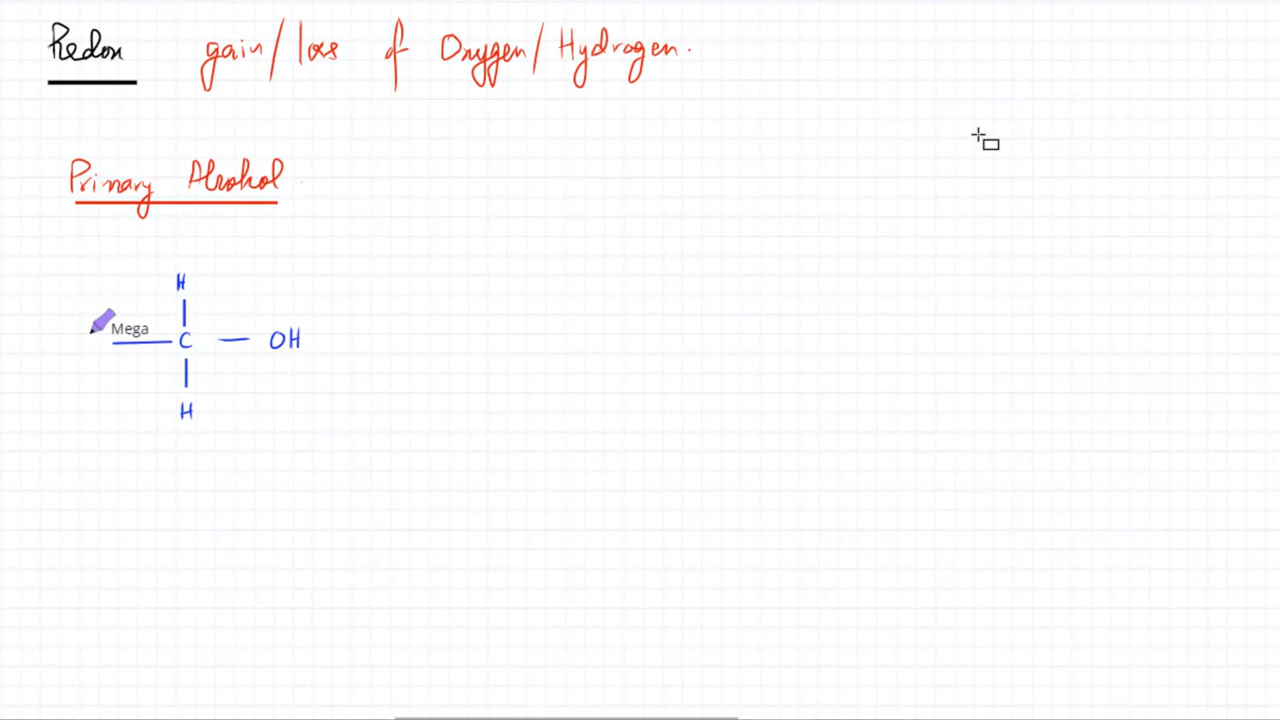 Redox gain/loss of Oxygen/Hydrogen.
Primary Alcohol
H
Mega
C — OH
H